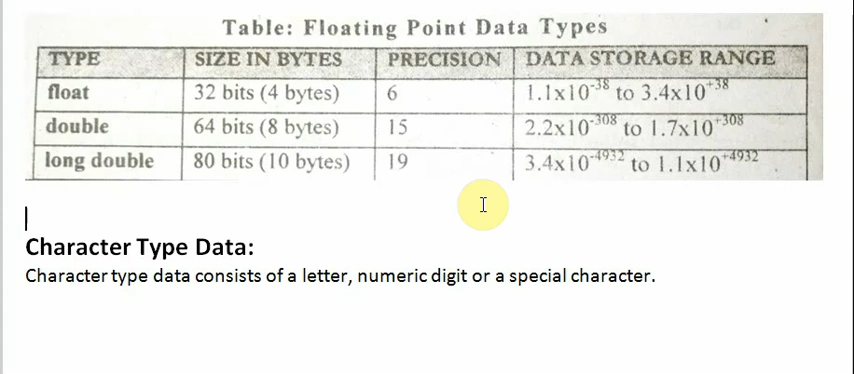 Table: Floating Point Data Types
TYPE SIZE IN BYTES PRECISION DATA STORAGE RANGE
float 32 bits (4 bytes) 6 1.1x10⁻³⁸ to 3.4x10⁺³⁸
double 64 bits (8 bytes) 15 2.2x10⁻³⁰⁸ to 1.7x10⁺³⁰⁸
long double 80 bits (10 bytes) 19 3.4x10⁻⁴⁹³² to 1.1x10⁺⁴⁹³²
Character Type Data:
Character type data consists of a letter, numeric digit or a special character.